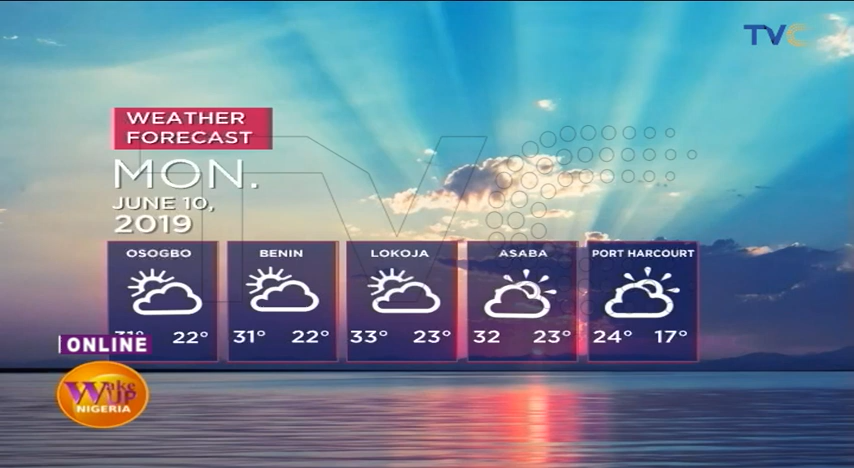 TVC
WEATHER
FORECAST
MON.
JUNE 10,
2019
OSOGBO
BENIN
LOKOJA
ASABA
PORT HARCOURT
31° 22°
31° 22°
33° 23°
32 23°
24° 17°
ONLINE
Wake
UP
NIGERIA